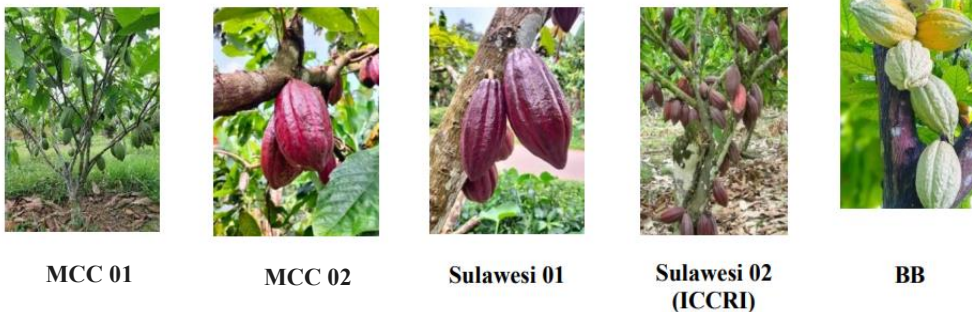 MCC 01
MCC 02
Sulawesi 01
Sulawesi 02
(ICCRI)
BB